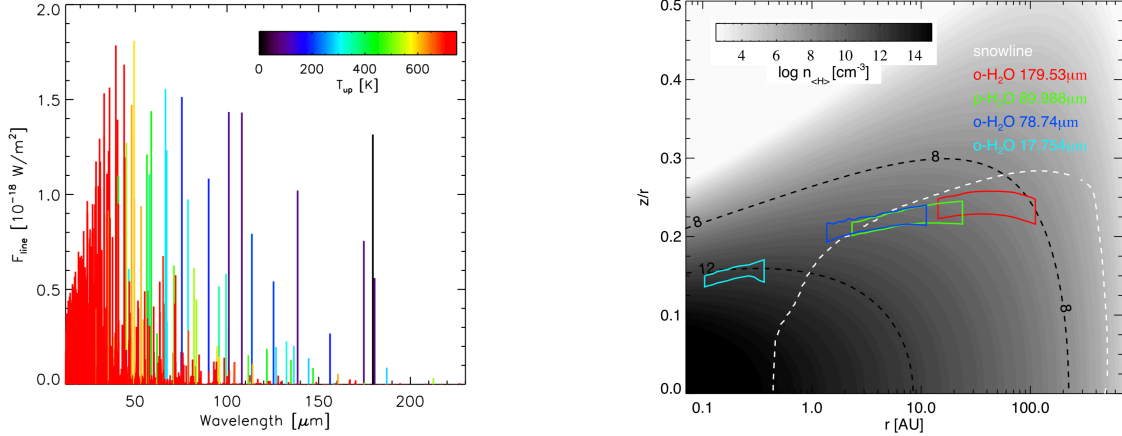 2.0
1.5
1.0
0.5
0.0
F_line [10^-18 W/m^2]
0 200 400 600
T_up [K]
50 100 150 200
Wavelength [μm]
0.5
0.4
0.3
0.2
0.1
0.0
z/r
4 6 8 10 12 14
log n_<H> [cm^-3]
snowline
o-H2O 179.53μm
p-H2O 89.988μm
o-H2O 78.74μm
o-H2O 17.754μm
8
8
12
8
0.1 1.0 10.0 100.0
r [AU]